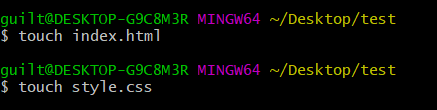 guilt@DESKTOP-G9C8M3R MINGW64 ~/Desktop/test
$ touch index.html
guilt@DESKTOP-G9C8M3R MINGW64 ~/Desktop/test
$ touch style.css